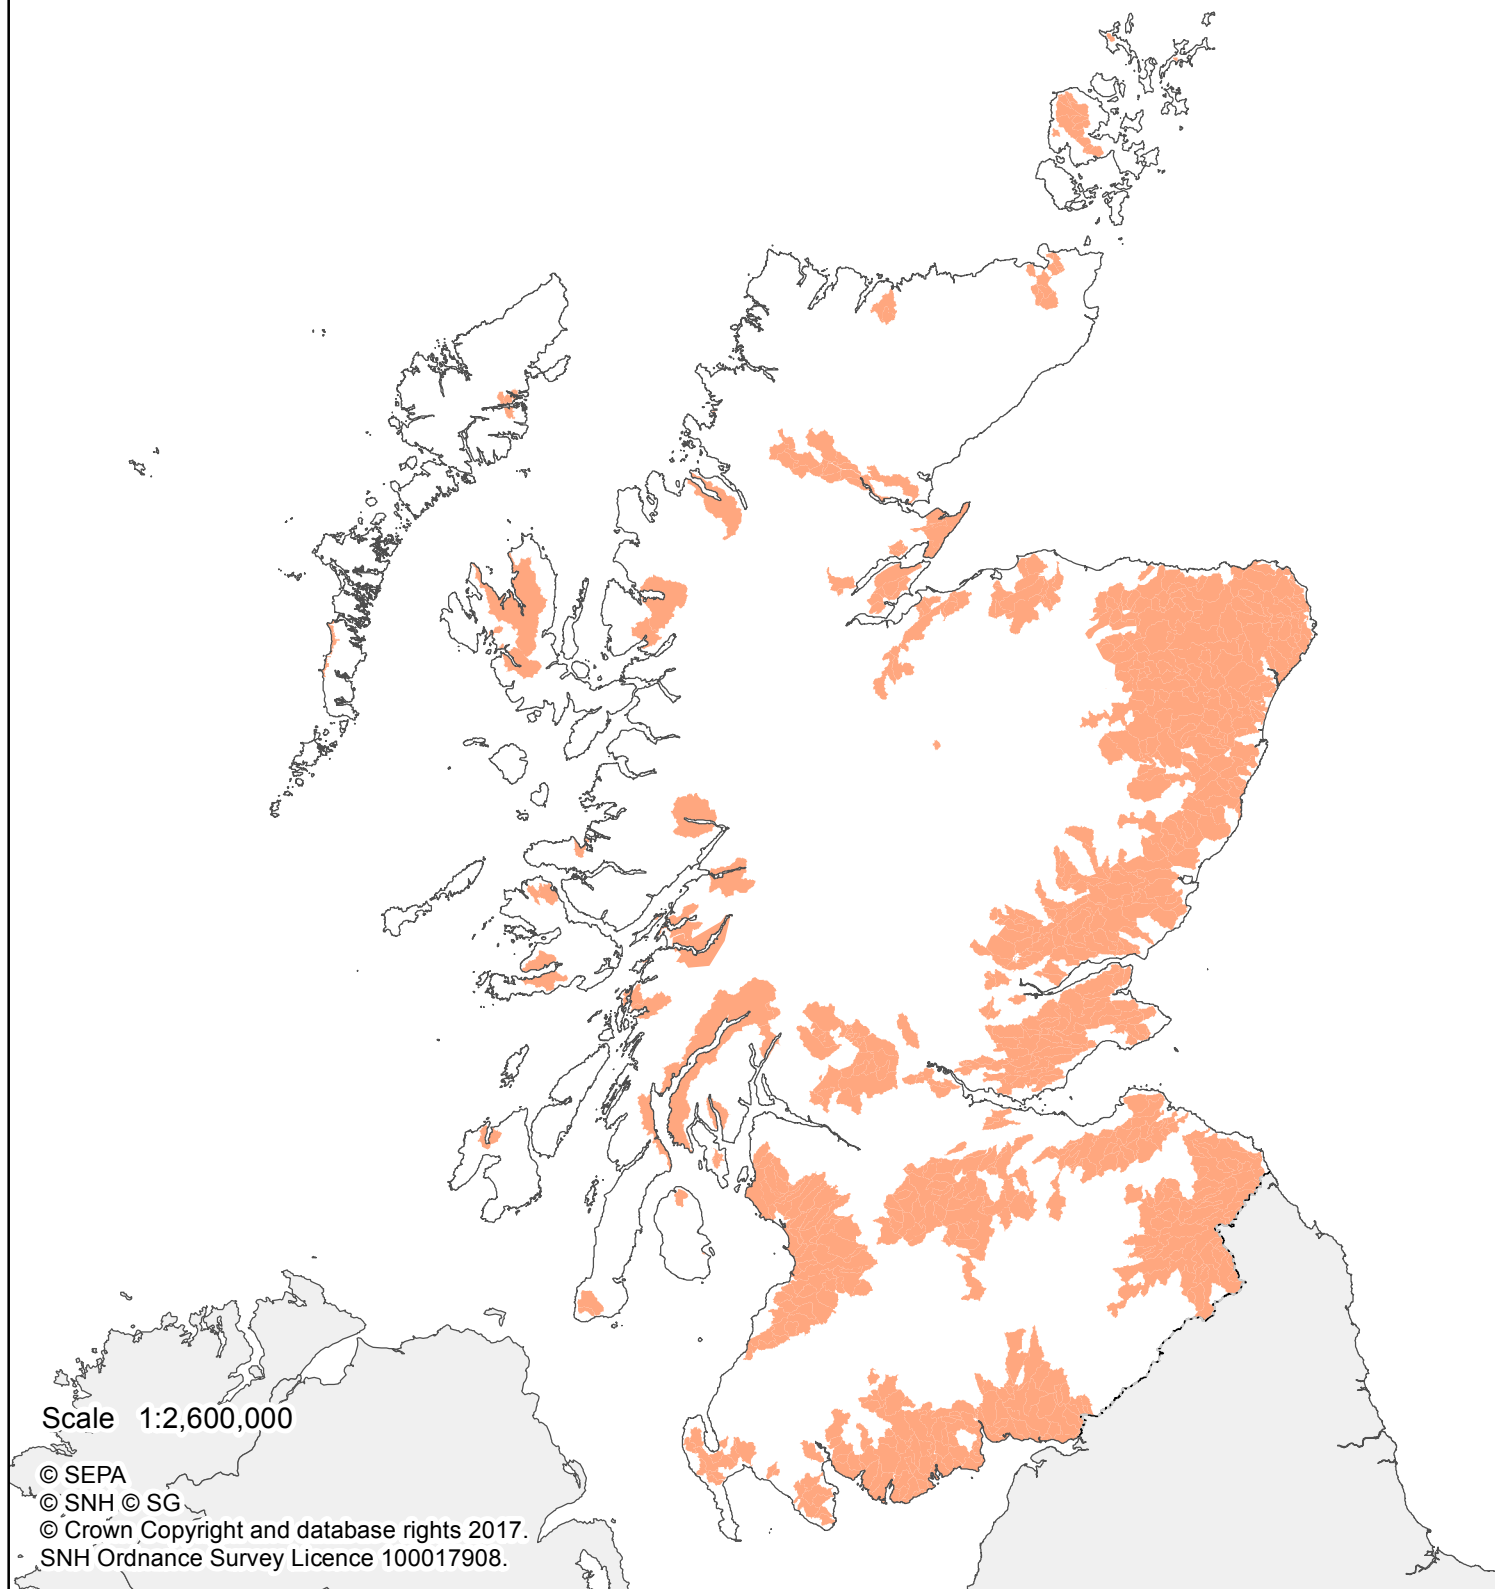 Scale 1:2,600,000
© SEPA
© SNH © SG
© Crown Copyright and database rights 2017.
SNH Ordnance Survey Licence 100017908.